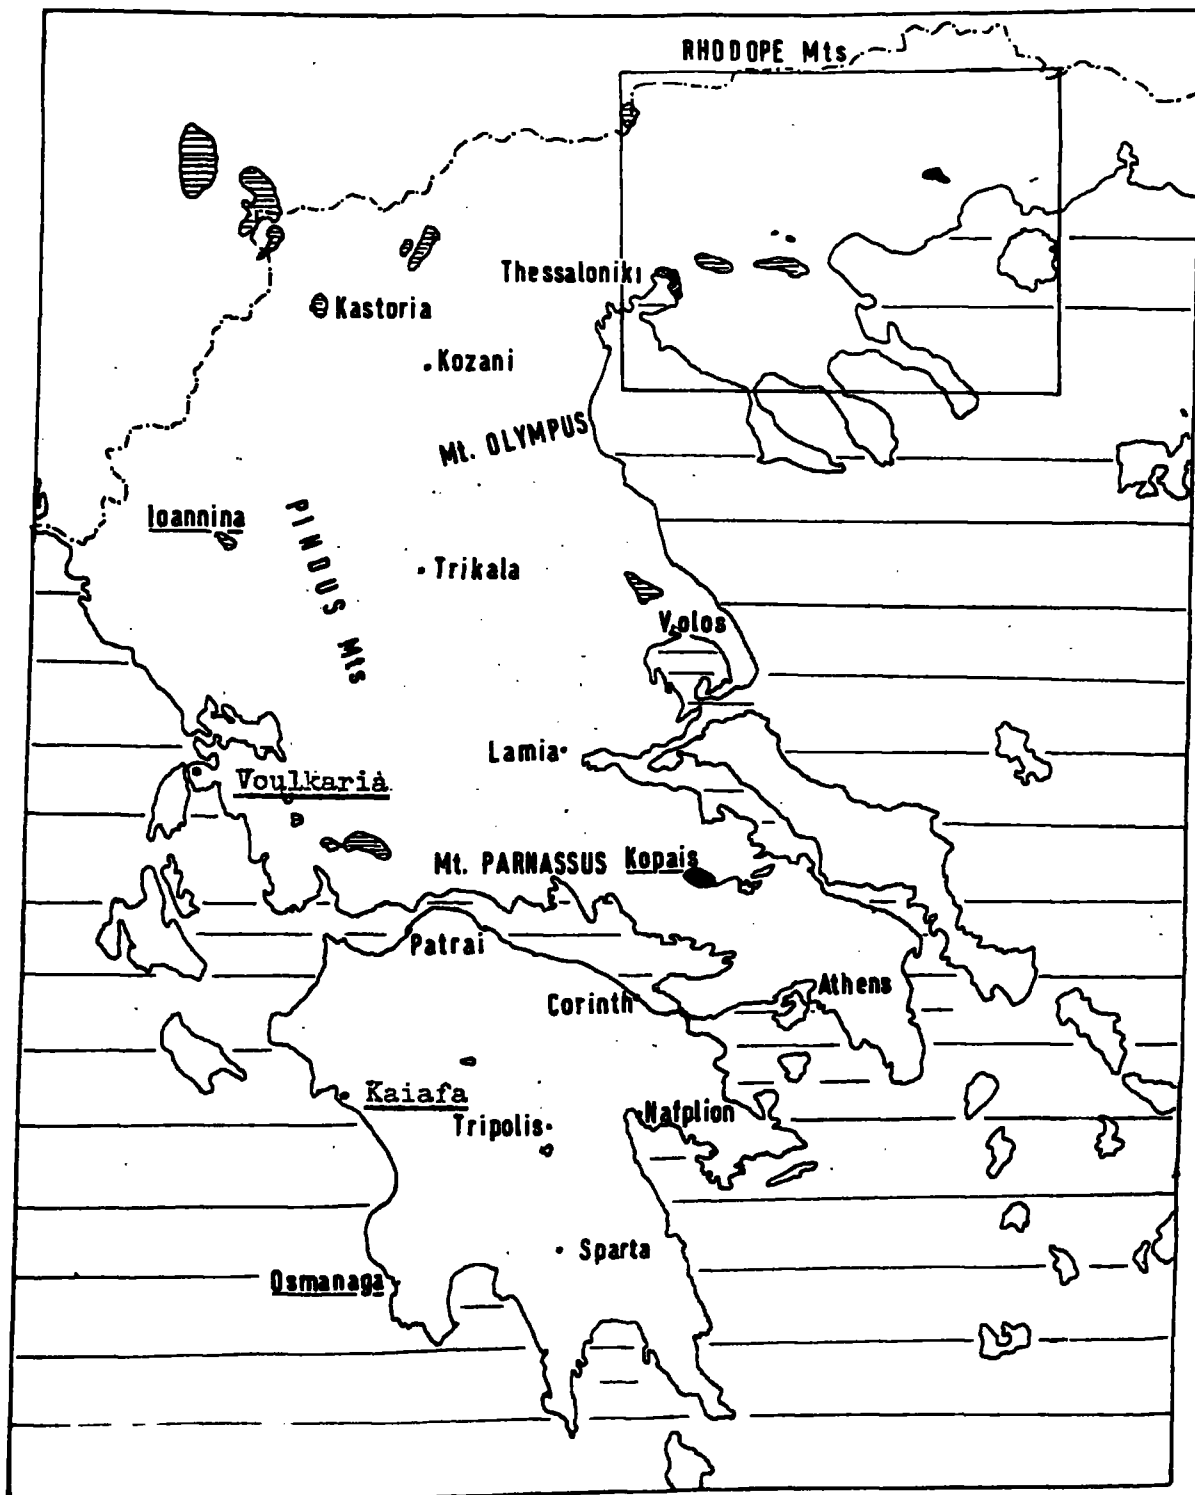 RHODOPE Mts
Thessaloniki
Kastoria
Kozani
Mt. OLYMPUS
Ioannina
PINDUS Mts
Trikala
Volos
Lamia
Voulkaria
Mt. PARNASSUS
Kopais
Patrai
Corinth
Athens
Kaiafa
Tripolis
Nafplion
Sparta
Osmanaga